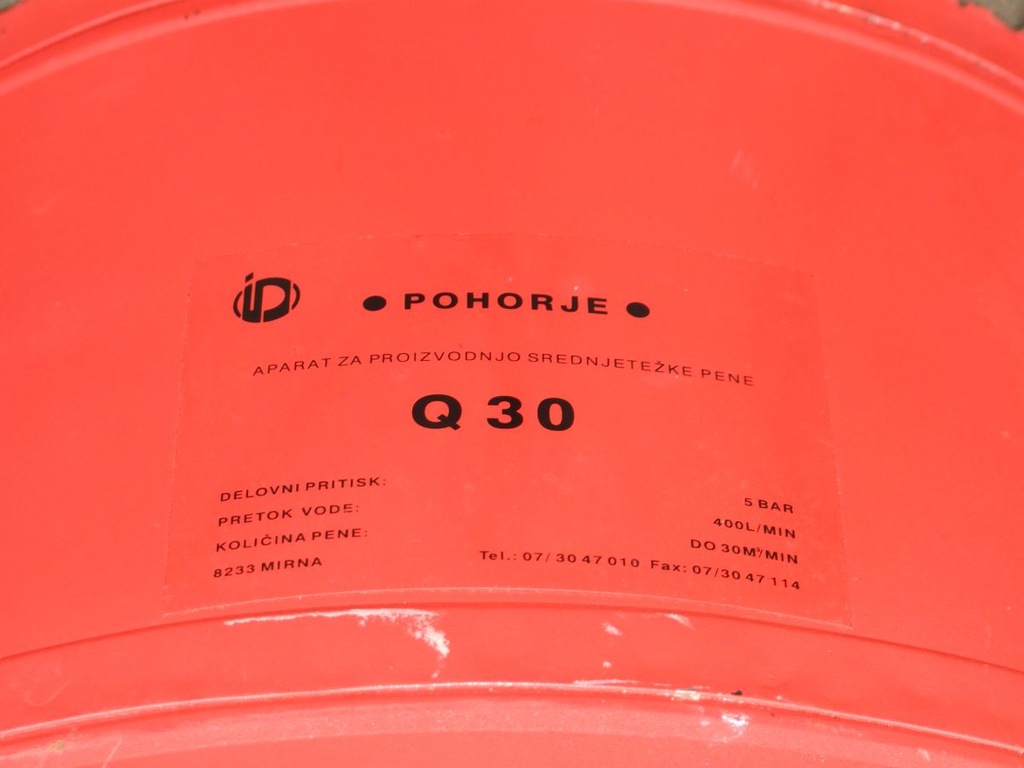 iD
● POHORJE ●
APARAT ZA PROIZVODNJO SREDNJETEŽKE PENE
Q 30
DELOVNI PRITISK: 5 BAR
PRETOK VODE: 400L/MIN
KOLIČINA PENE: DO 30M³/MIN
8233 MIRNA Tel.: 07/ 30 47 010 Fax: 07/30 47 114